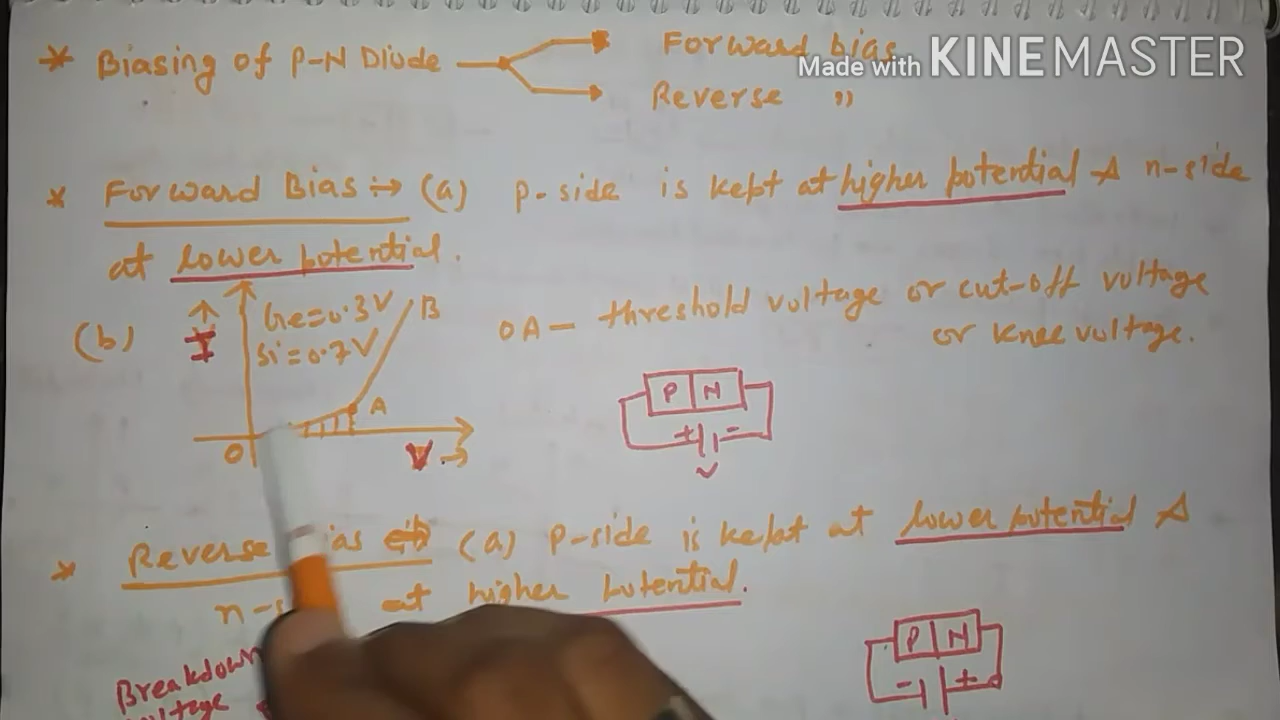 * Biasing of P-N Diode
Forward bias
Reverse "
Made with KINEMASTER
* Forward Bias :→ (a) P-side is kept at higher potential & n-side
at lower potential.
(b) I
Ge=0.3V
Si=0.7V
B
A
O
V
OA - threshold voltage or cut-off voltage
or knee voltage.
P N
+ -
V
* Reverse (a) P-side is kept at lower potential &
at higher potential.
Breakdown
P N
- +